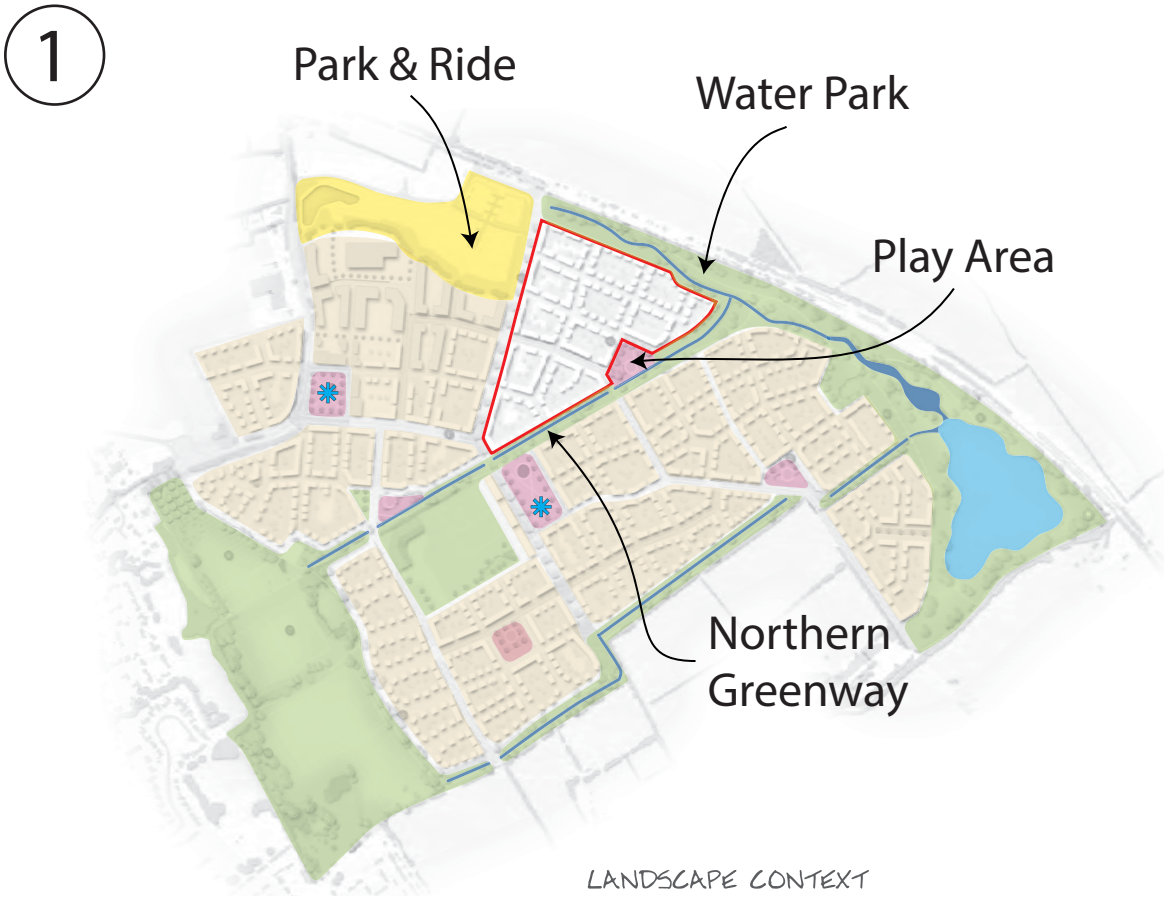 1
Park & Ride
Water Park
Play Area
Northern
Greenway
LANDSCAPE CONTEXT